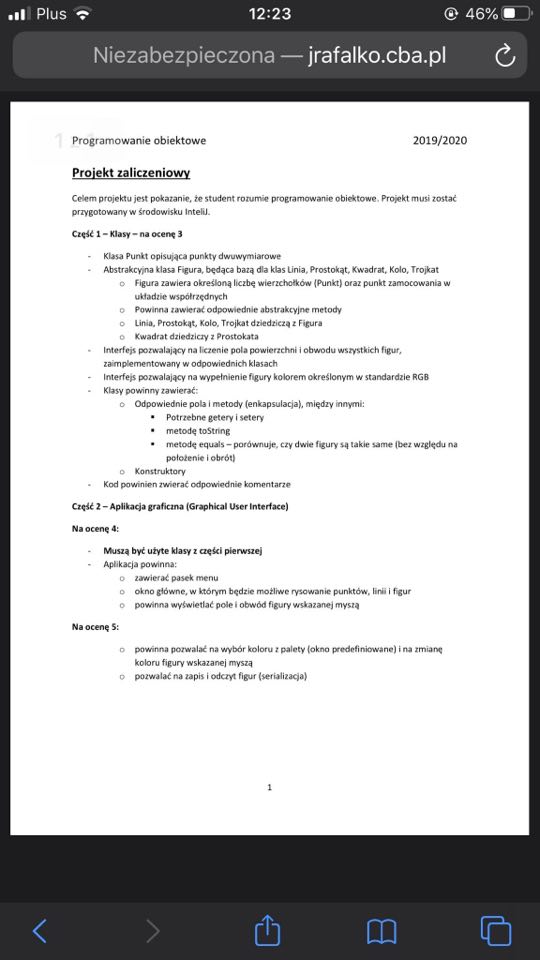 Plus 12:23 46%
Niezabezpieczona — jrafalko.cba.pl
Programowanie obiektowe 2019/2020
Projekt zaliczeniowy
Celem projektu jest pokazanie, że student rozumie programowanie obiektowe. Projekt musi zostać
przygotowany w środowisku InteliJ.
Część 1 – Klasy – na ocenę 3
- Klasa Punkt opisująca punkty dwuwymiarowe
- Abstrakcyjna klasa Figura, będąca bazą dla klas Linia, Prostokąt, Kwadrat, Kolo, Trojkat
o Figura zawiera określoną liczbę wierzchołków (Punkt) oraz punkt zamocowania w
układzie współrzędnych
o Powinna zawierać odpowiednie abstrakcyjne metody
o Linia, Prostokąt, Kolo, Trojkat dziedziczą z Figura
o Kwadrat dziedziczy z Prostokata
- Interfejs pozwalający na liczenie pola powierzchni i obwodu wszystkich figur,
zaimplementowany w odpowiednich klasach
- Interfejs pozwalający na wypełnienie figury kolorem określonym w standardzie RGB
- Klasy powinny zawierać:
o Odpowiednie pola i metody (enkapsulacja), między innymi:
▪ Potrzebne getery i setery
▪ metodę toString
▪ metodę equals – porównuje, czy dwie figury są takie same (bez względu na
położenie i obrót)
o Konstruktory
- Kod powinien zwierać odpowiednie komentarze
Część 2 – Aplikacja graficzna (Graphical User Interface)
Na ocenę 4:
- Muszą być użyte klasy z części pierwszej
- Aplikacja powinna:
o zawierać pasek menu
o okno główne, w którym będzie możliwe rysowanie punktów, linii i figur
o powinna wyświetlać pole i obwód figury wskazanej myszą
Na ocenę 5:
o powinna pozwalać na wybór koloru z palety (okno predefiniowane) i na zmianę
koloru figury wskazanej myszą
o pozwalać na zapis i odczyt figur (serializacja)
1